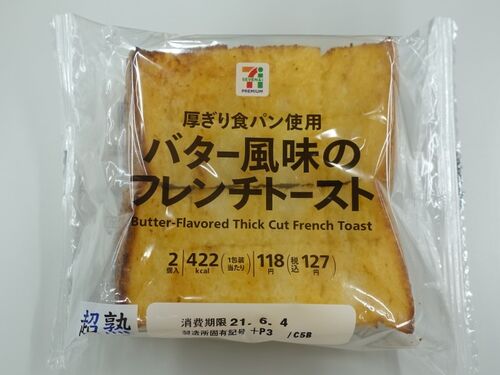 7
SEVEN&i
PREMIUM
厚ぎり食パン使用
バター風味の
フレンチトースト
Butter-Flavored Thick Cut French Toast
2個入 422kcal (1包装当たり) 118円 (税込127円)
超熟
消費期限 21. 6. 4
製造所固有記号 +P3 /C5B